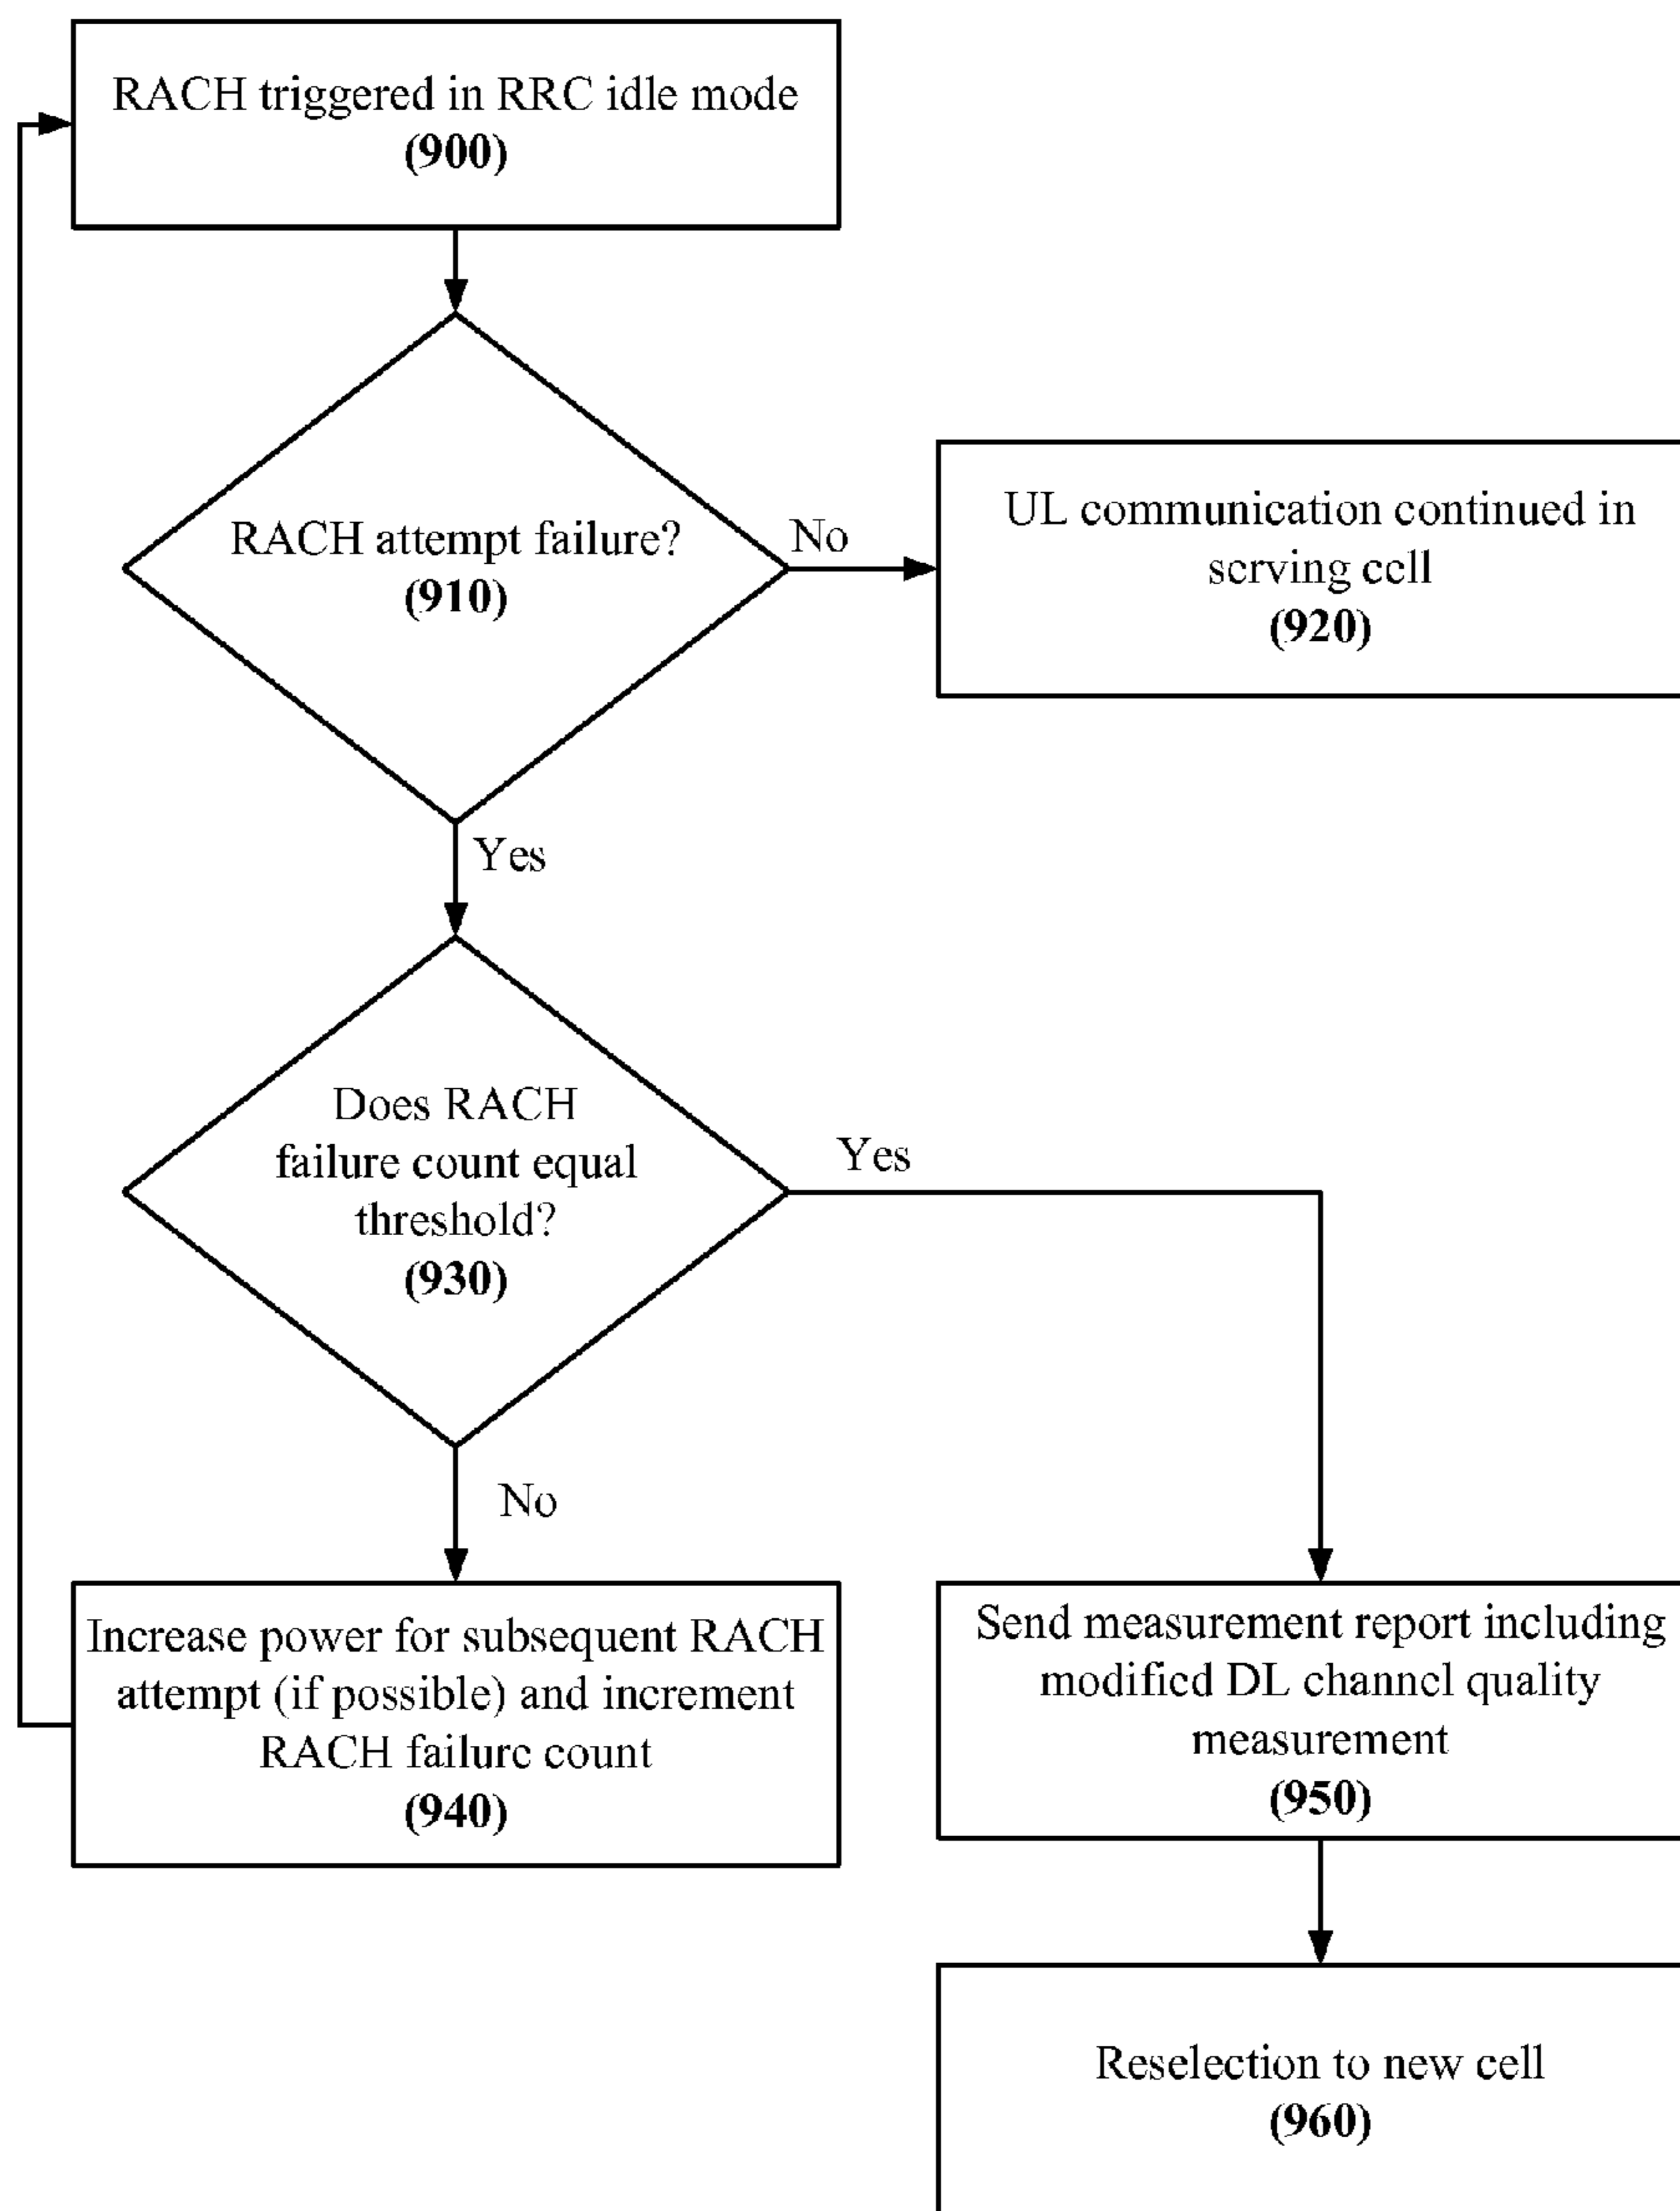 RACH triggered in RRC idle mode
(900)
RACH attempt failure?
(910)
No
UL communication continued in
serving cell
(920)
Yes
Does RACH
failure count equal
threshold?
(930)
Yes
No
Increase power for subsequent RACH
attempt (if possible) and increment
RACH failure count
(940)
Send measurement report including
modified DL channel quality
measurement
(950)
Reselection to new cell
(960)